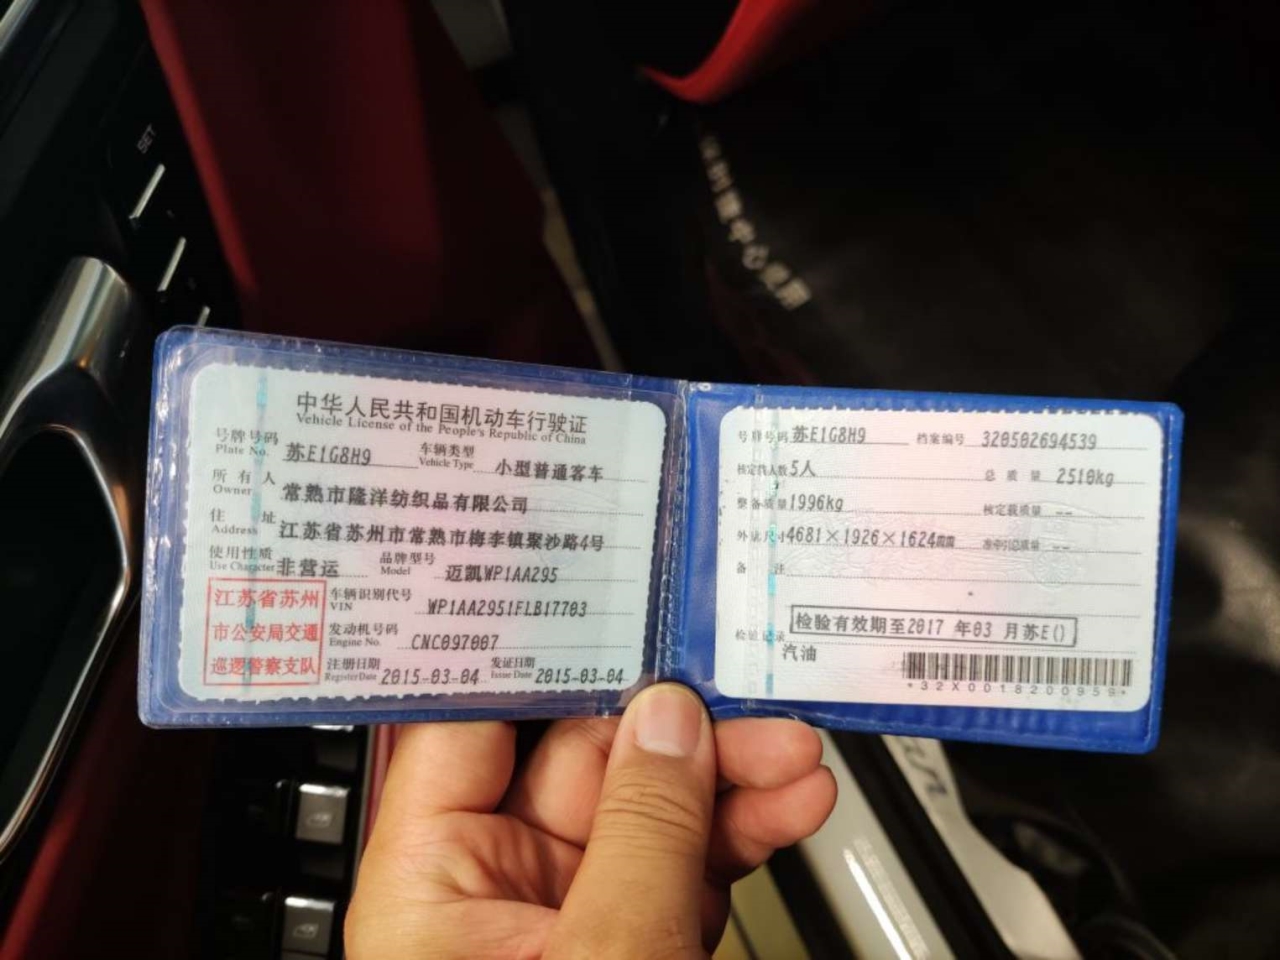 SET
中华人民共和国机动车行驶证
Vehicle License of the People's Republic of China
号牌号码 苏E1G8H9 车辆类型 小型普通客车
Plate No. Vehicle Type
所有人 常熟市隆洋纺织品有限公司
Owner
住址 江苏省苏州市常熟市梅李镇聚沙路4号
Address
使用性质 非营运 品牌型号 迈凯WP1AA295
Use Character Model
江苏省苏州
市公安局交通
巡逻警察支队
车辆识别代号 WP1AA2951FLB17703
VIN
发动机号码 CNC097007
Engine No.
注册日期 2015-03-04 发证日期 2015-03-04
Register Date Issue Date
号牌号码 苏E1G8H9 档案编号 320502694539
核定载人数 5人 总质量 2510kg
整备质量 1996kg 核定载质量 --
外廓尺寸 4681×1926×1624mm 准牵引总质量 --
备注
检验记录 检验有效期至2017年03月苏E()
汽油
*32X0018200959*